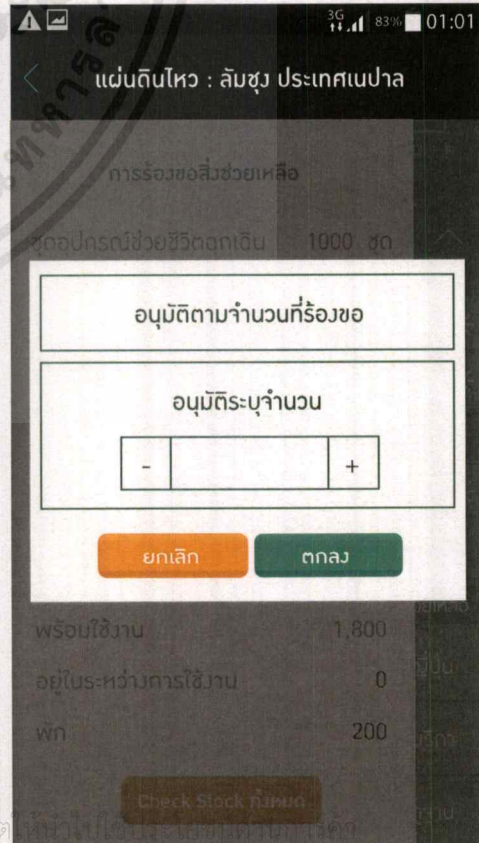 3G 83% 01:01
แผ่นดินไหว : ลัมชุง ประเทศเนปาล
การร้องขอสิ่งช่วยเหลือ
ชุดอุปกรณ์ช่วยชีวิตฉุกเฉิน 1000 ชุด
อนุมัติตามจำนวนที่ร้องขอ
อนุมัติระบุจำนวน
- +
ยกเลิก ตกลง
พร้อมใช้งาน 1,800
อยู่ในระหว่างการใช้งาน 0
พัก 200
Check Stock ทั้งหมด